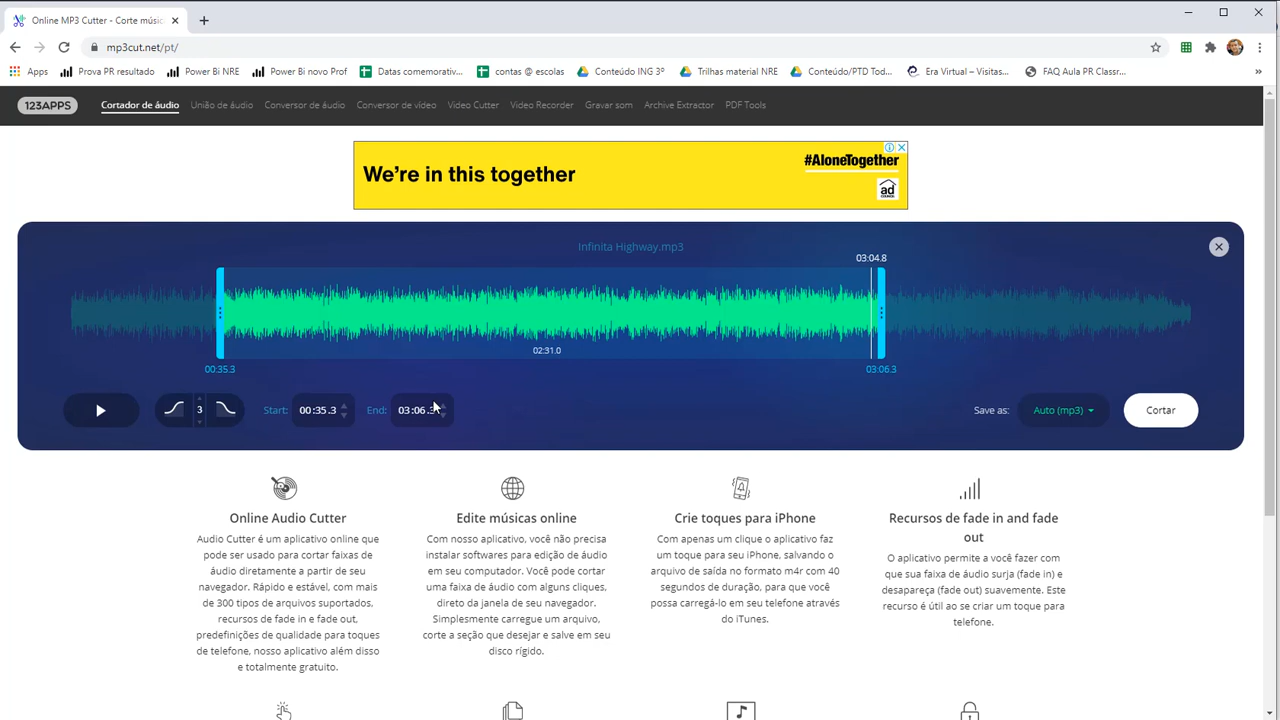 Online MP3 Cutter - Corte músic
mp3cut.net/pt/
Apps
Prova PR resultado
Power Bi NRE
Power Bi novo Prof
Datas comemorativ...
contas @ escolas
Conteúdo ING 3º
Trilhas material NRE
Conteúdo/PTD Tod...
Era Virtual – Visitas...
FAQ Aula PR Classr...
»
123APPS
Cortador de áudio
União de áudio
Conversor de áudio
Conversor de vídeo
Video Cutter
Video Recorder
Gravar som
Archive Extractor
PDF Tools
We're in this together
#AloneTogether
ad
COUNCIL
Infinita Highway.mp3
03:04.8
02:31.0
00:35.3
03:06.3
3
Start:
00:35.3
End:
03:06.3
Save as:
Auto (mp3)
Cortar
Online Audio Cutter
Audio Cutter é um aplicativo online que
pode ser usado para cortar faixas de
áudio diretamente a partir de seu
navegador. Rápido e estável, com mais
de 300 tipos de arquivos suportados,
recursos de fade in e fade out,
predefinições de qualidade para toques
de telefone, nosso aplicativo além disso
e totalmente gratuito.
Edite músicas online
Com nosso aplicativo, você não precisa
instalar softwares para edição de áudio
em seu computador. Você pode cortar
uma faixa de áudio com alguns cliques,
direto da janela de seu navegador.
Simplesmente carregue um arquivo,
corte a seção que desejar e salve em seu
disco rígido.
Crie toques para iPhone
Com apenas um clique o aplicativo faz
um toque para seu iPhone, salvando o
arquivo de saída no formato m4r com 40
segundos de duração, para que você
possa carregá-lo em seu telefone através
do iTunes.
Recursos de fade in and fade
out
O aplicativo permite a você fazer com
que sua faixa de áudio surja (fade in) e
desapareça (fade out) suavemente. Este
recurso é útil ao se criar um toque para
telefone.